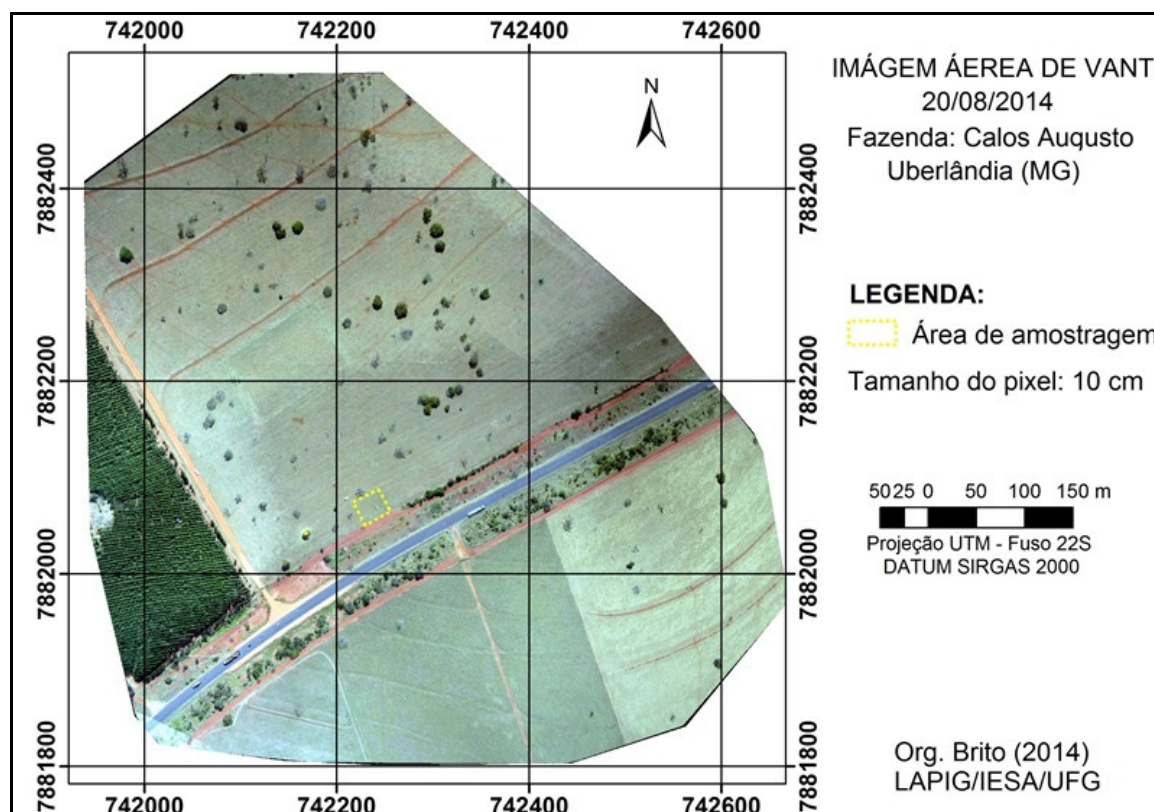 742000 742200 742400 742600
IMÁGEM ÁEREA DE VANT
20/08/2014
Fazenda: Calos Auqusto
Uberlândia (MG)
N
7882400 7882400
LEGENDA:
Área de amostragem
Tamanho do pixel: 10 cm
7882200 7882200
50 25 0 50 100 150 m
Projeção UTM - Fuso 22S
DATUM SIRGAS 2000
7882000 7882000
7881800 7881800
Org. Brito (2014)
LAPIG/IESA/UFG
742000 742200 742400 742600